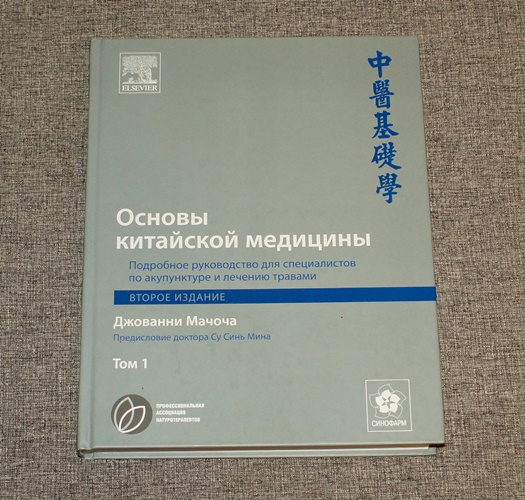 ELSEVIER
中醫基礎學
Основы
китайской медицины
Подробное руководство для специалистов
по акупунктуре и лечению травами
ВТОРОЕ ИЗДАНИЕ
Джованни Мачоча
Предисловие доктора Су Синь Мина
Том 1
ПРОФЕССИОНАЛЬНАЯ
АССОЦИАЦИЯ
НАТУРОТЕРАПЕВТОВ
СИНОФАРМ